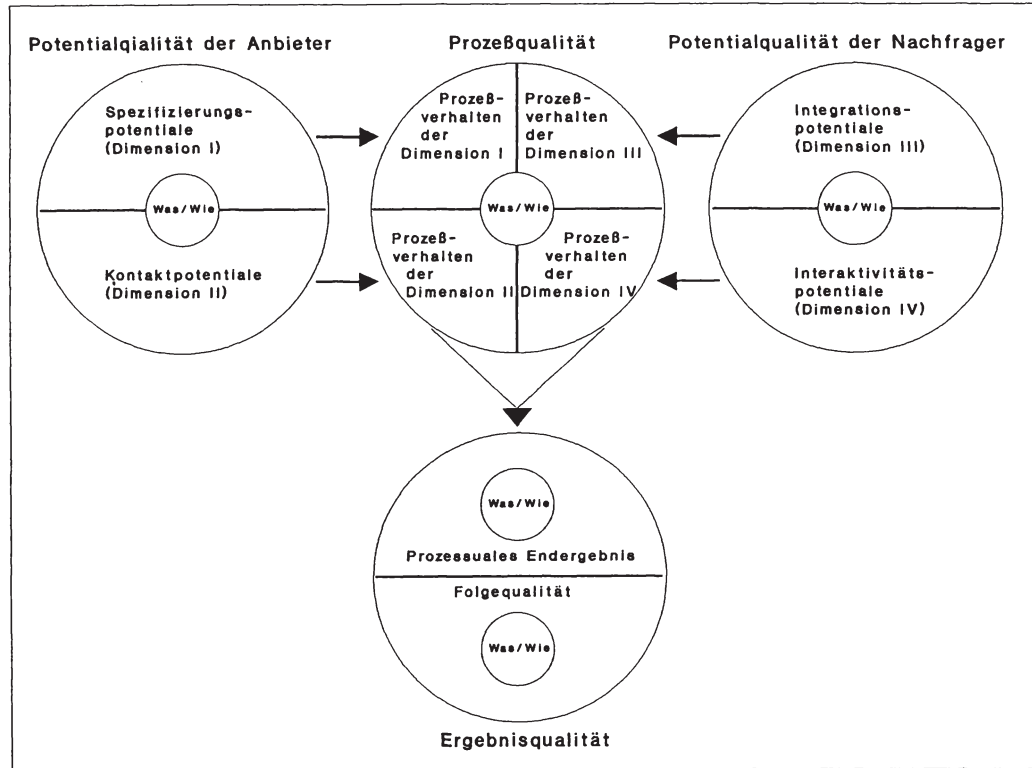 Potentialqialität der Anbieter
Prozeßqualität
Potentialqualität der Nachfrager
Spezifizierungs-
potentiale
(Dimension I)
Was/Wie
Kontaktpotentiale
(Dimension II)
Prozeß-
verhalten
der
Dimension I
Prozeß-
verhalten
der
Dimension III
Was/Wie
Prozeß-
verhalten
der
Dimension II
Prozeß-
verhalten
der
Dimension IV
Integrations-
potentiale
(Dimension III)
Was/Wie
Interaktivitäts-
potentiale
(Dimension IV)
Was/Wie
Prozessuales Endergebnis
Folgequalität
Was/Wie
Ergebnisqualität